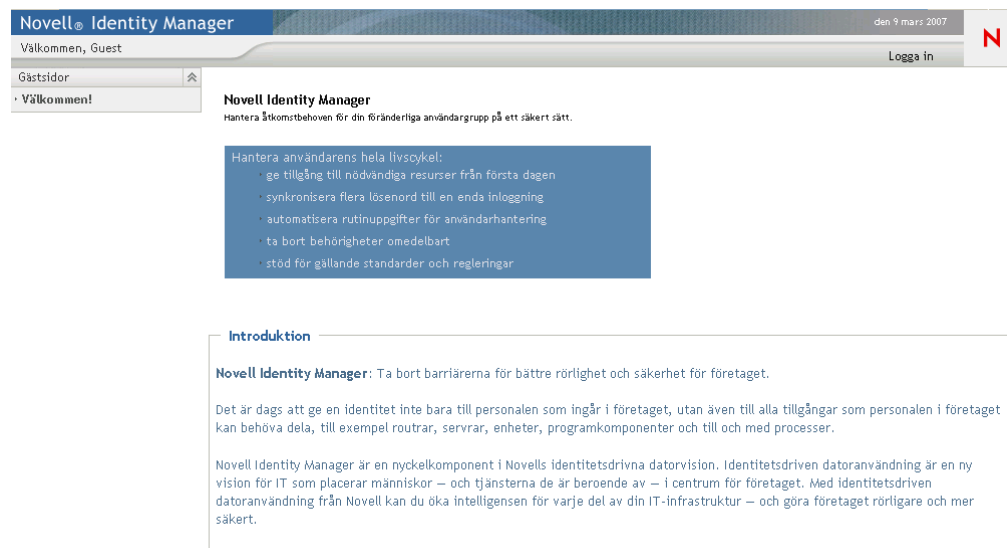 Novell® Identity Manager
den 9 mars 2007
N
Välkommen, Guest
Logga in
Gästsidor
Välkommen!
Novell Identity Manager
Hantera åtkomstbehoven för din föränderliga användargrupp på ett säkert sätt.
Hantera användarens hela livscykel:
· ge tillgång till nödvändiga resurser från första dagen
· synkronisera flera lösenord till en enda inloggning
· automatisera rutinuppgifter för användarhantering
· ta bort behörigheter omedelbart
· stöd för gällande standarder och regleringar
Introduktion
Novell Identity Manager: Ta bort barriärerna för bättre rörlighet och säkerhet för företaget.
Det är dags att ge en identitet inte bara till personalen som ingår i företaget, utan även till alla tillgångar som personalen i företaget
kan behöva dela, till exempel routrar, servrar, enheter, programkomponenter och till och med processer.
Novell Identity Manager är en nyckelkomponent i Novells identitetsdrivna datorvision. Identitetsdriven datoranvändning är en ny
vision för IT som placerar människor — och tjänsterna de är beroende av — i centrum för företaget. Med identitetsdriven
datoranvändning från Novell kan du öka intelligensen för varje del av din IT-infrastruktur — och göra företaget rörligare och mer
säkert.